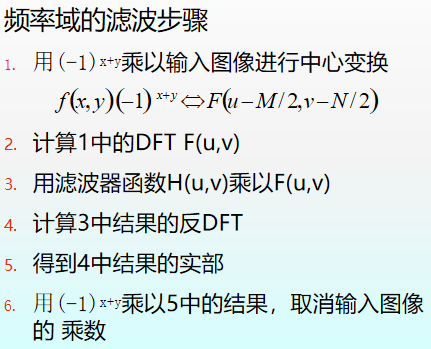 频率域的滤波步骤
1. 用(-1)x+y乘以输入图像进行中心变换
f(x,y)(−1)^{x+y} ⇔ F(u−M/2,v−N/2)
2. 计算1中的DFT F(u,v)
3. 用滤波器函数H(u,v)乘以F(u,v)
4. 计算3中结果的反DFT
5. 得到4中结果的实部
6. 用(-1)x+y乘以5中的结果，取消输入图像
的 乘数